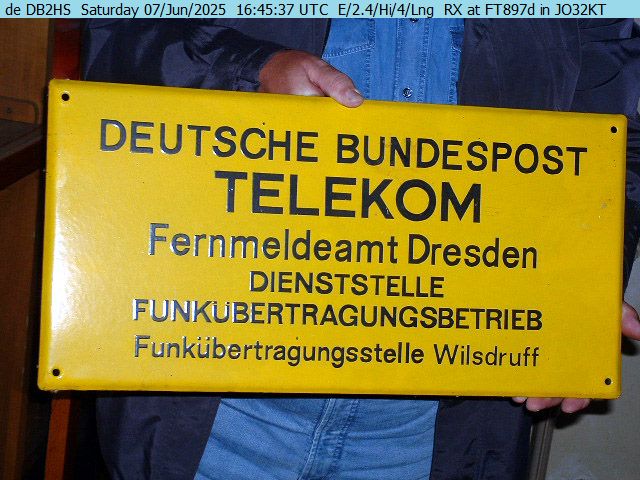 de DB2HS Saturday 07/Jun/2025 16:45:37 UTC E/2.4/Hi/4/Lng RX at FT897d in JO32KT
DEUTSCHE BUNDESPOST
TELEKOM
Fernmeldeamt Dresden
DIENSTSTELLE
FUNKÜBERTRAGUNGSBETRIEB
Funkübertragungsstelle Wilsdruff